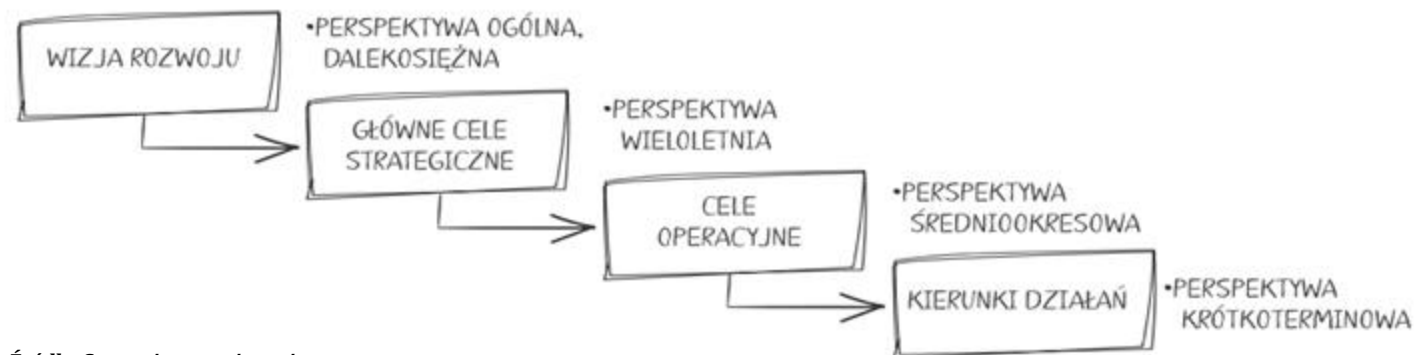 WIZJA ROZWOJU
•PERSPEKTYWA OGÓLNA,
DALEKOSIĘŻNA
GŁÓWNE CELE
STRATEGICZNE
•PERSPEKTYWA
WIELOLETNIA
CELE
OPERACYJNE
•PERSPEKTYWA
ŚREDNIOOKRESOWA
KIERUNKI DZIAŁAŃ
•PERSPEKTYWA
KRÓTKOTERMINOWA